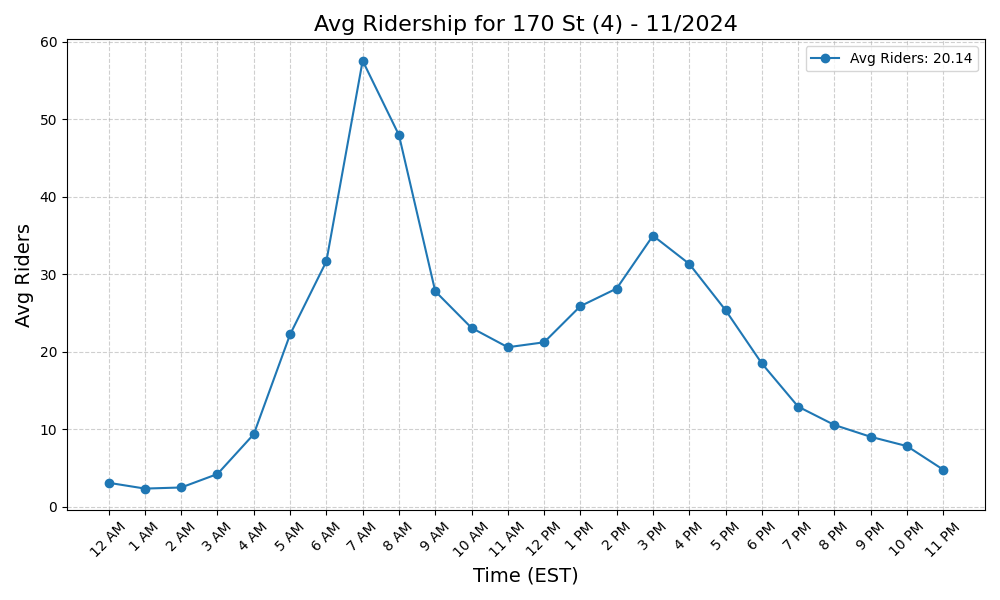 Avg Ridership for 170 St (4) - 11/2024
Avg Riders: 20.14
Avg Riders
60
50
40
30
20
10
0
12 AM
1 AM
2 AM
3 AM
4 AM
5 AM
6 AM
7 AM
8 AM
9 AM
10 AM
11 AM
12 PM
1 PM
2 PM
3 PM
4 PM
5 PM
6 PM
7 PM
8 PM
9 PM
10 PM
11 PM
Time (EST)